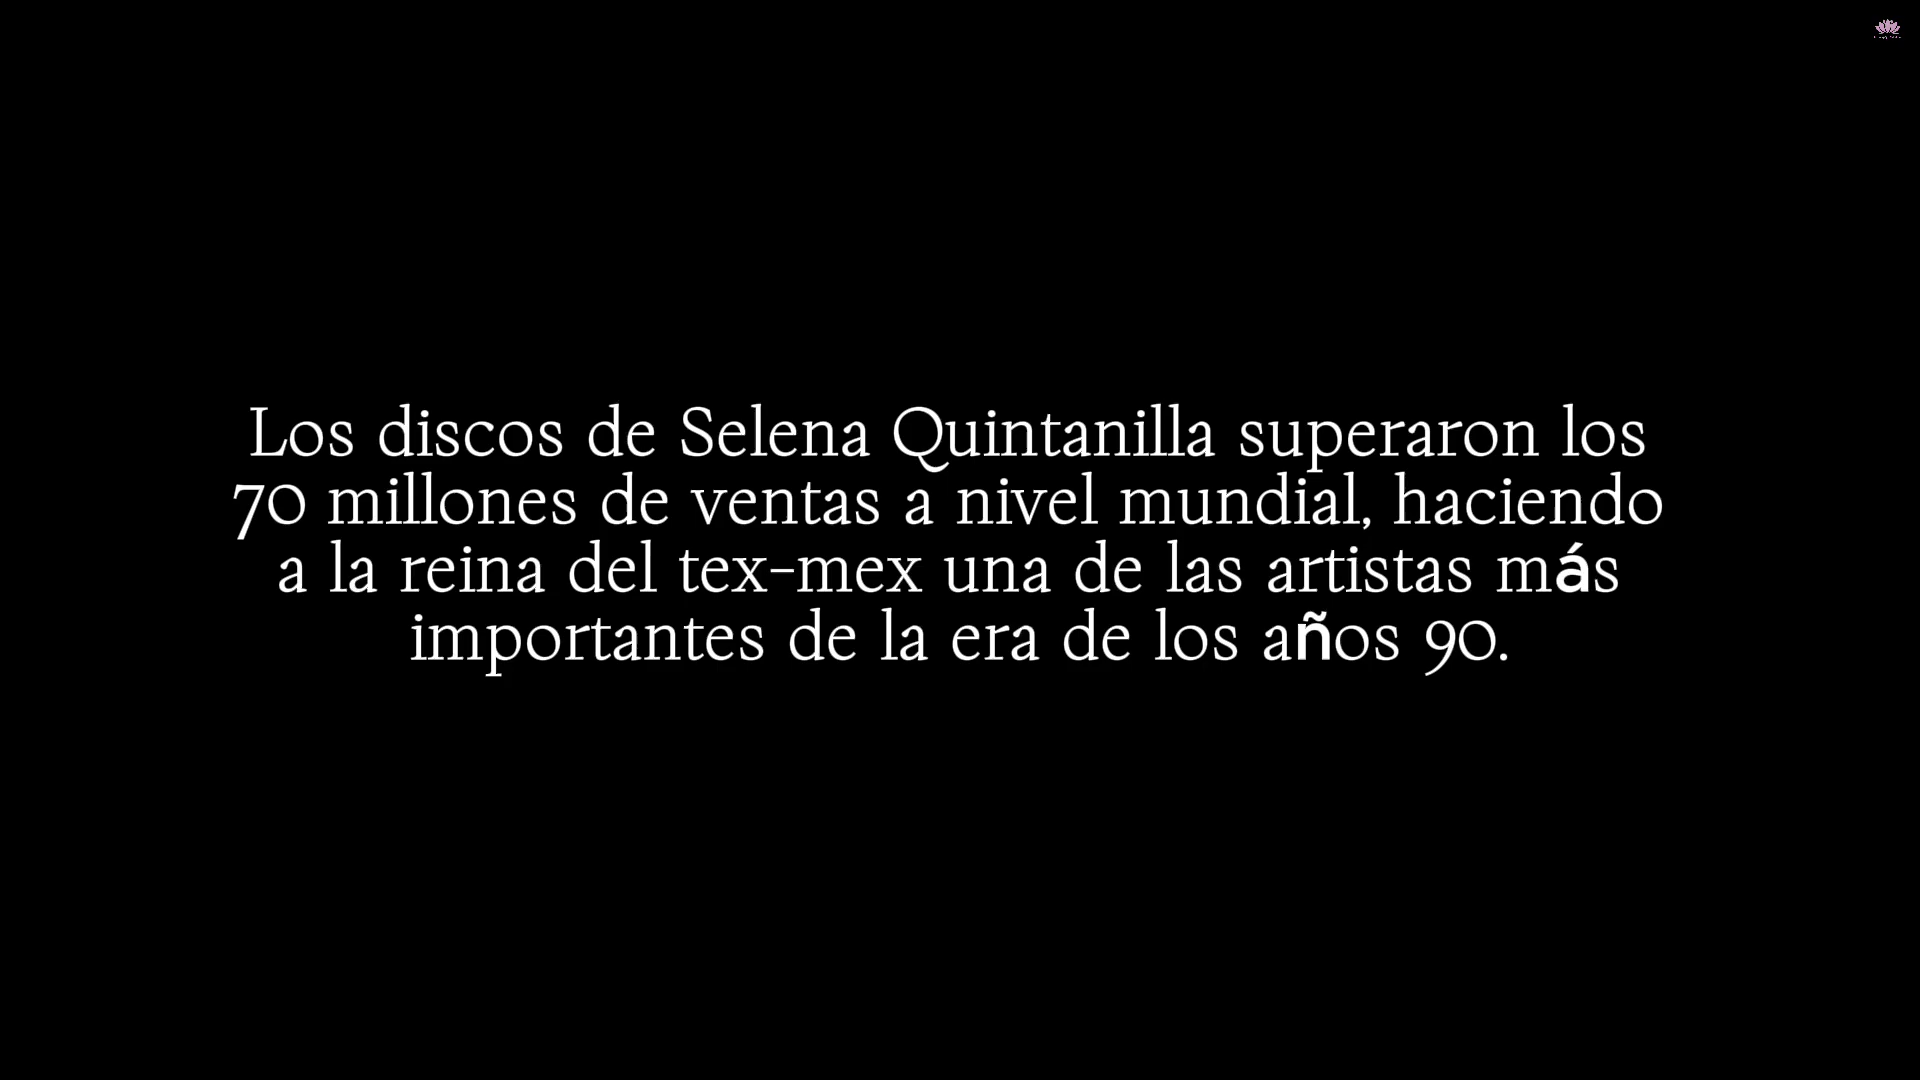 Los discos de Selena Quintanilla superaron los
70 millones de ventas a nivel mundial, haciendo
a la reina del tex-mex una de las artistas más
importantes de la era de los años 90.